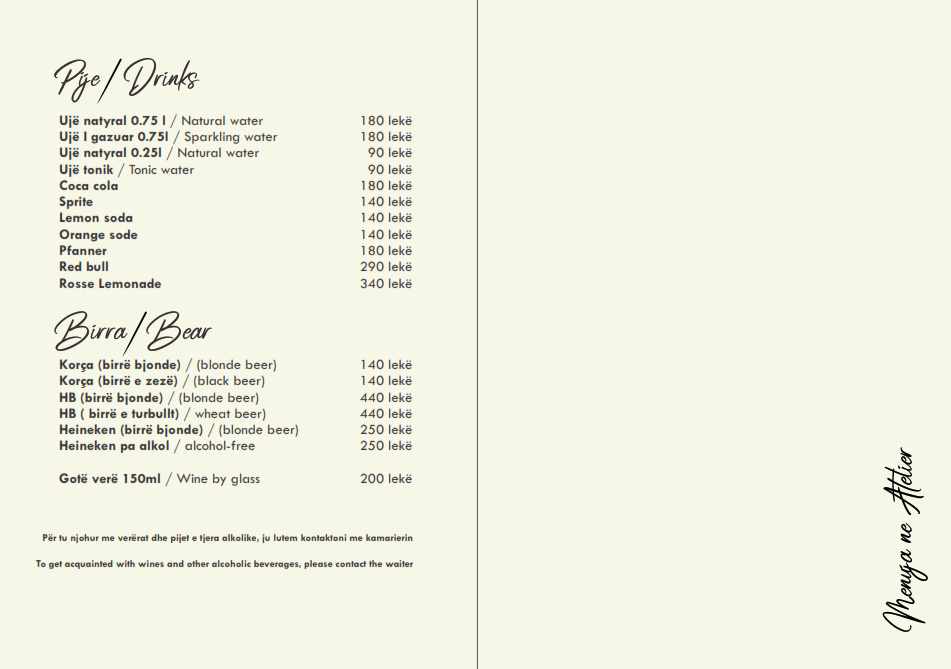 Pije/Drinks
Ujë natyral 0.75 l / Natural water 180 lekë
Ujë I gazuar 0.75l / Sparkling water 180 lekë
Ujë natyral 0.25l / Natural water 90 lekë
Ujë tonik / Tonic water 90 lekë
Coca cola 180 lekë
Sprite 140 lekë
Lemon soda 140 lekë
Orange sode 140 lekë
Pfanner 180 lekë
Red bull 290 lekë
Rosse Lemonade 340 lekë
Birra/Bear
Korça (birrë bjonde) / (blonde beer) 140 lekë
Korça (birrë e zezë) / (black beer) 140 lekë
HB (birrë bjonde) / (blonde beer) 440 lekë
HB ( birrë e turbullt) / wheat beer) 440 lekë
Heineken (birrë bjonde) / (blonde beer) 250 lekë
Heineken pa alkol / alcohol-free 250 lekë
Gotë verë 150ml / Wine by glass 200 lekë
Për tu njohur me verërat dhe pijet e tjera alkolike, ju lutem kontaktoni me kamarierin
To get acquainted with wines and other alcoholic beverages, please contact the waiter
Menuja ne Atelier